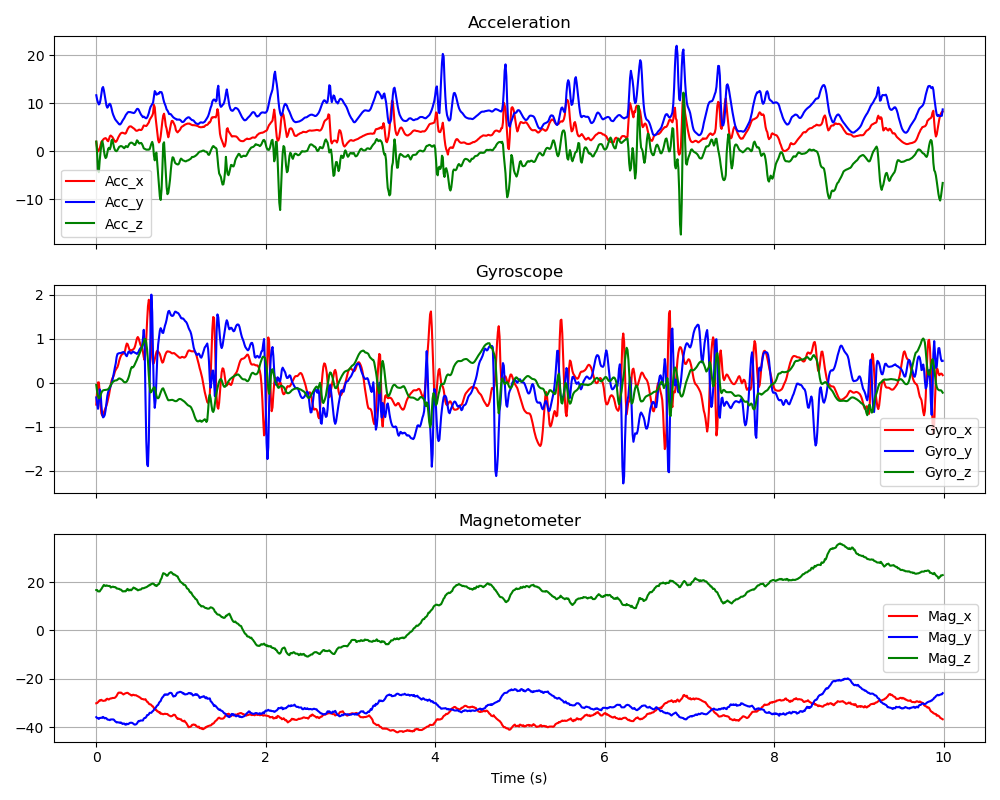 Acceleration
20
10
0
−10
Acc_x
Acc_y
Acc_z
Gyroscope
2
1
0
−1
−2
Gyro_x
Gyro_y
Gyro_z
Magnetometer
20
0
−20
−40
Mag_x
Mag_y
Mag_z
0 2 4 6 8 10
Time (s)